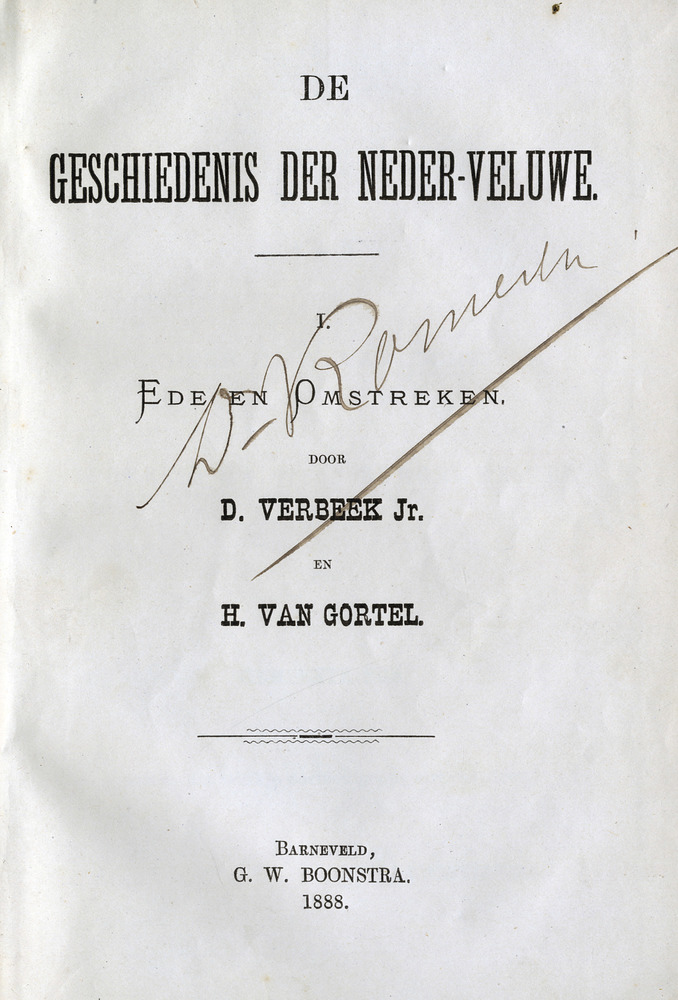 DE
GESCHIEDENIS DER NEDER-VELUWE.
I.
EDE EN OMSTREKEN.
DOOR
D. VERBEEK Jr.
EN
H. VAN GORTEL.
BARNEVELD,
G. W. BOONSTRA.
1888.